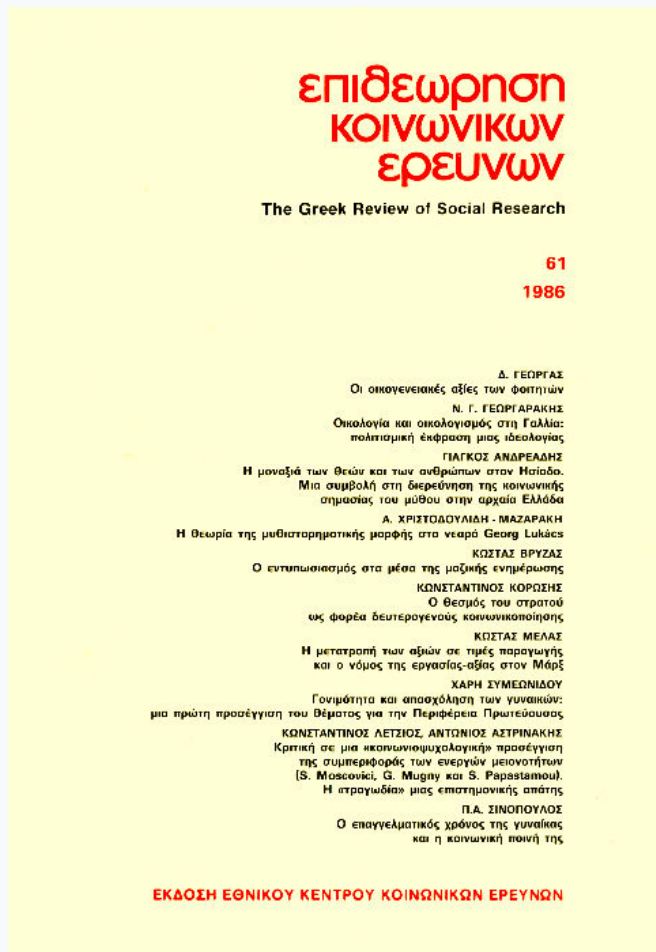 επιθεωρηση
κοινωνικων
ερευνων
The Greek Review of Social Research
61
1986
Δ. ΓΕΩΡΓΑΣ
Οι οικογενειακές αξίες των φοιτητών
Ν. Γ. ΓΕΩΡΓΑΡΑΚΗΣ
Οικολογία και οικολογισμός στη Γαλλία:
πολιτισμική έκφραση μιας ιδεολογίας
ΓΙΑΓΚΟΣ ΑΝΔΡΕΑΔΗΣ
Η μοναξιά των θεών και των ανθρώπων στον Ησίοδο.
Μια συμβολή στη διερεύνηση της κοινωνικής
σημασίας του μύθου στην αρχαία Ελλάδα
Α. ΧΡΙΣΤΟΔΟΥΛΙΔΗ - ΜΑΖΑΡΑΚΗ
Η θεωρία της μυθιστορηματικής μορφής στο νεαρό Georg Lukács
ΚΩΣΤΑΣ ΒΡΥΖΑΣ
Ο εντυπωσιασμός στα μέσα της μαζικής ενημέρωσης
ΚΩΝΣΤΑΝΤΙΝΟΣ ΚΟΡΩΣΗΣ
Ο θεσμός του στρατού
ως φορέα δευτερογενούς κοινωνικοποίησης
ΚΩΣΤΑΣ ΜΕΛΑΣ
Η μετατροπή των αξιών σε τιμές παραγωγής
και ο νόμος της εργασίας-αξίας στον Μάρξ
ΧΑΡΗ ΣΥΜΕΩΝΙΔΟΥ
Γονιμότητα και απασχόληση των γυναικών:
μια πρώτη προσέγγιση του θέματος για την Περιφέρεια Πρωτεύουσας
ΚΩΝΣΤΑΝΤΙΝΟΣ ΛΕΤΣΙΟΣ, ΑΝΤΩΝΙΟΣ ΑΣΤΡΙΝΑΚΗΣ
Κριτική σε μια «κοινωνιοψυχολογική» προσέγγιση
της συμπεριφοράς των ενεργών μειονοτήτων
(S. Moscovici, G. Mugny και S. Papastamou).
Η «τραγωδία» μιας επιστημονικής απάτης
Π.Α. ΣΙΝΟΠΟΥΛΟΣ
Ο επαγγελματικός χρόνος της γυναίκας
και η κοινωνική ποινή της
ΕΚΔΟΣΗ ΕΘΝΙΚΟΥ ΚΕΝΤΡΟΥ ΚΟΙΝΩΝΙΚΩΝ ΕΡΕΥΝΩΝ